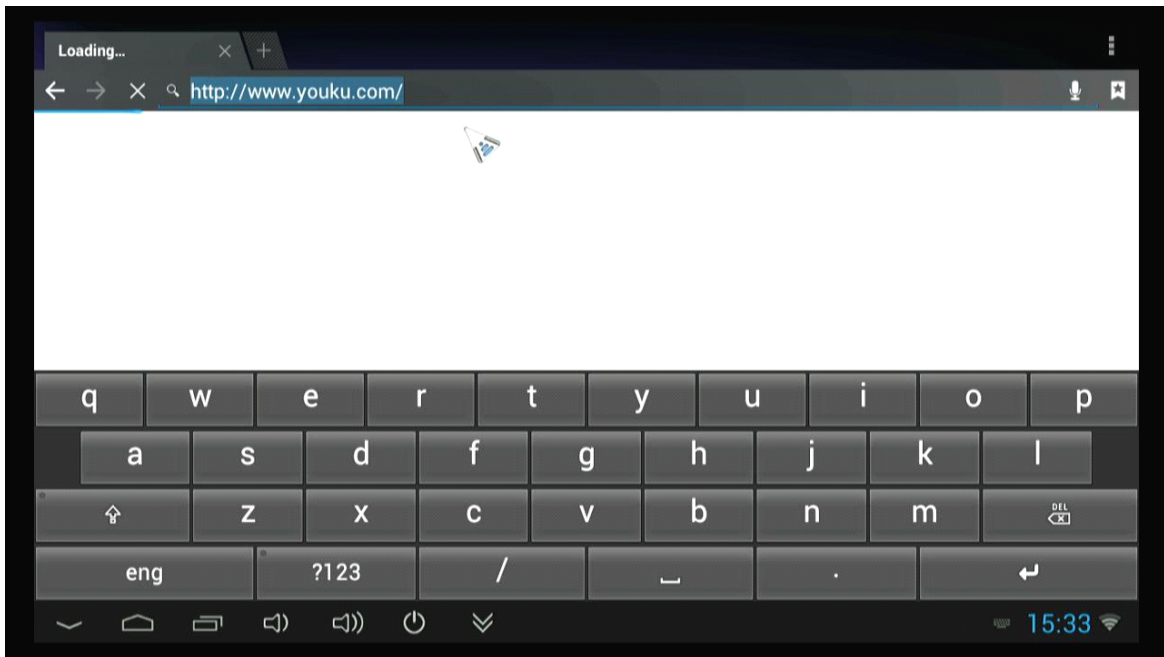 Loading...
http://www.youku.com/
q w e r t y u i o p
a s d f g h j k l
z x c v b n m DEL
eng ?123 / .
15:33